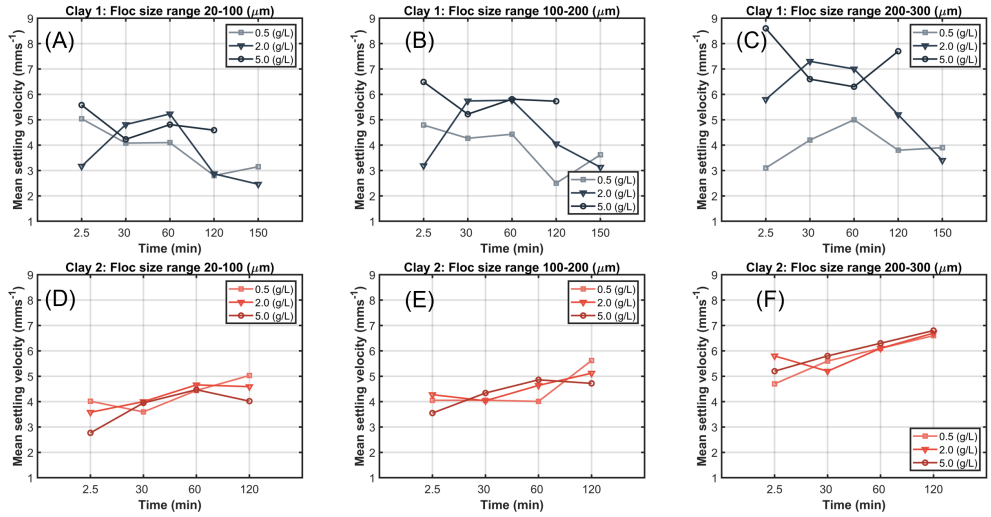 Clay 1: Floc size range 20-100 (μm)
(A)
0.5 (g/L)
2.0 (g/L)
5.0 (g/L)
Mean settling velocity (mms⁻¹)
9
8
7
6
5
4
3
2
1
2.5 30 60 120 150
Time (min)
Clay 1: Floc size range 100-200 (μm)
(B)
Mean settling velocity (mms⁻¹)
9
8
7
6
5
4
3
2
1
0.5 (g/L)
2.0 (g/L)
5.0 (g/L)
2.5 30 60 120 150
Time (min)
Clay 1: Floc size range 200-300 (μm)
(C)
0.5 (g/L)
2.0 (g/L)
5.0 (g/L)
Mean settling velocity (mms⁻¹)
9
8
7
6
5
4
3
2
1
2.5 30 60 120 150
Time (min)
Clay 2: Floc size range 20-100 (μm)
(D)
0.5 (g/L)
2.0 (g/L)
5.0 (g/L)
Mean settling velocity (mms⁻¹)
9
8
7
6
5
4
3
2
1
2.5 30 60 120
Time (min)
Clay 2: Floc size range 100-200 (μm)
(E)
0.5 (g/L)
2.0 (g/L)
5.0 (g/L)
Mean settling velocity (mms⁻¹)
9
8
7
6
5
4
3
2
1
2.5 30 60 120
Time (min)
Clay 2: Floc size range 200-300 (μm)
(F)
Mean settling velocity (mms⁻¹)
9
8
7
6
5
4
3
2
1
0.5 (g/L)
2.0 (g/L)
5.0 (g/L)
2.5 30 60 120
Time (min)